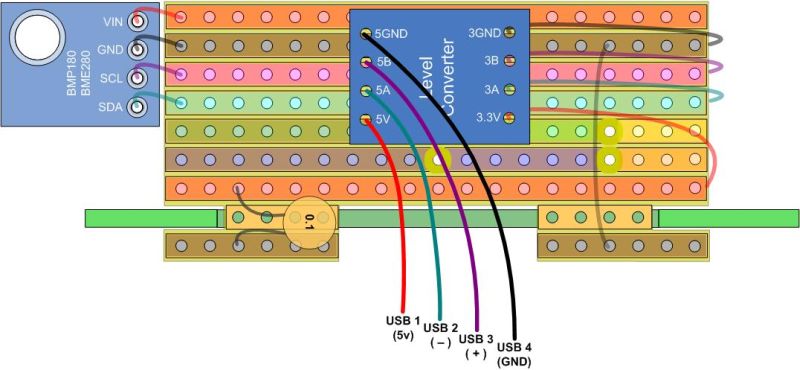 VIN
GND
SCL
SDA
BMP180
BME280
5GND
5B
5A
5V
Level
Converter
3GND
3B
3A
3.3V
0.1
USB 1
(5v)
USB 2
( – )
USB 3
( + )
USB 4
(GND)